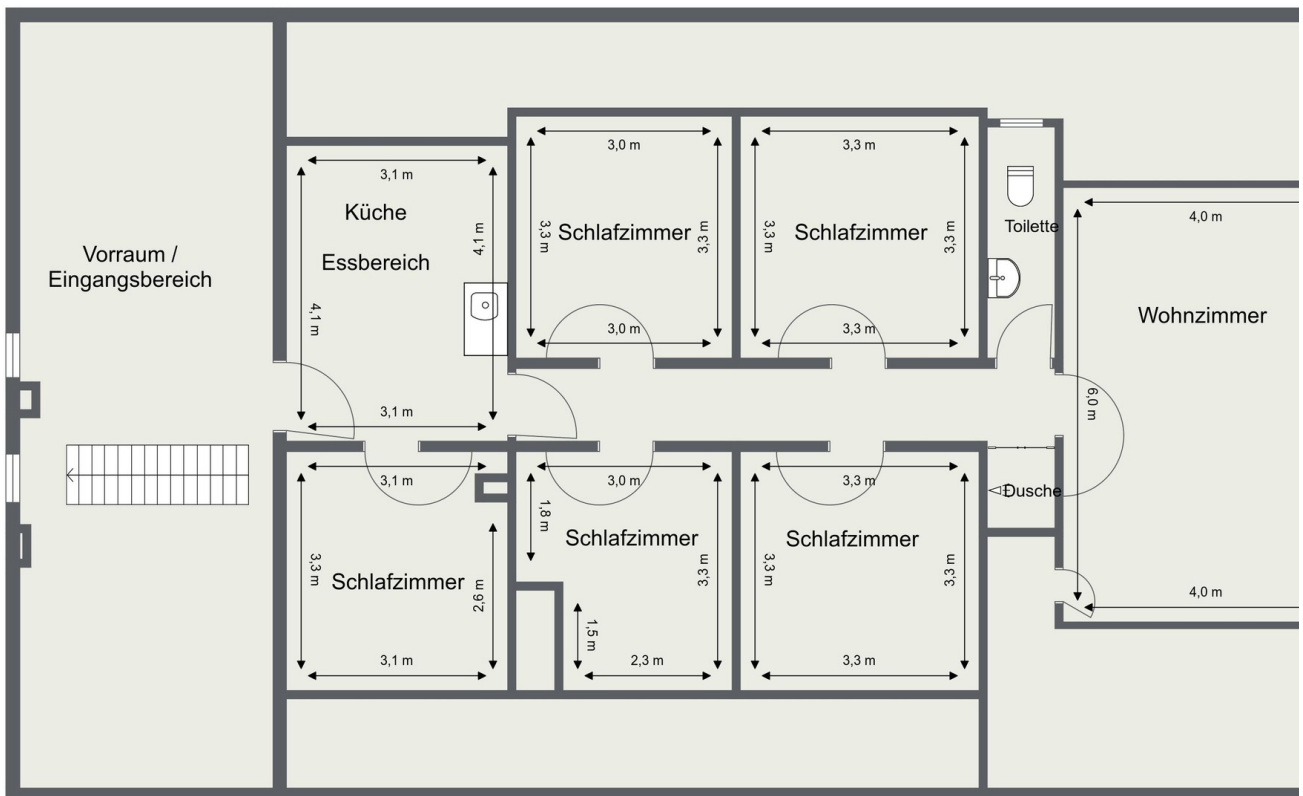 3,0 m
3,3 m
3,1 m
4,0 m
Küche
Toilette
Schlafzimmer
Schlafzimmer
3,3 m
3,3 m
3,3 m
3,3 m
4,1 m
Vorraum /
Eingangsbereich
Essbereich
4,1 m
Wohnzimmer
3,0 m
3,3 m
6,0 m
3,1 m
3,1 m
3,0 m
3,3 m
Dusche
1,8 m
Schlafzimmer
Schlafzimmer
3,3 m
Schlafzimmer
2,6 m
3,3 m
3,3 m
3,3 m
4,0 m
1,5 m
3,1 m
2,3 m
3,3 m